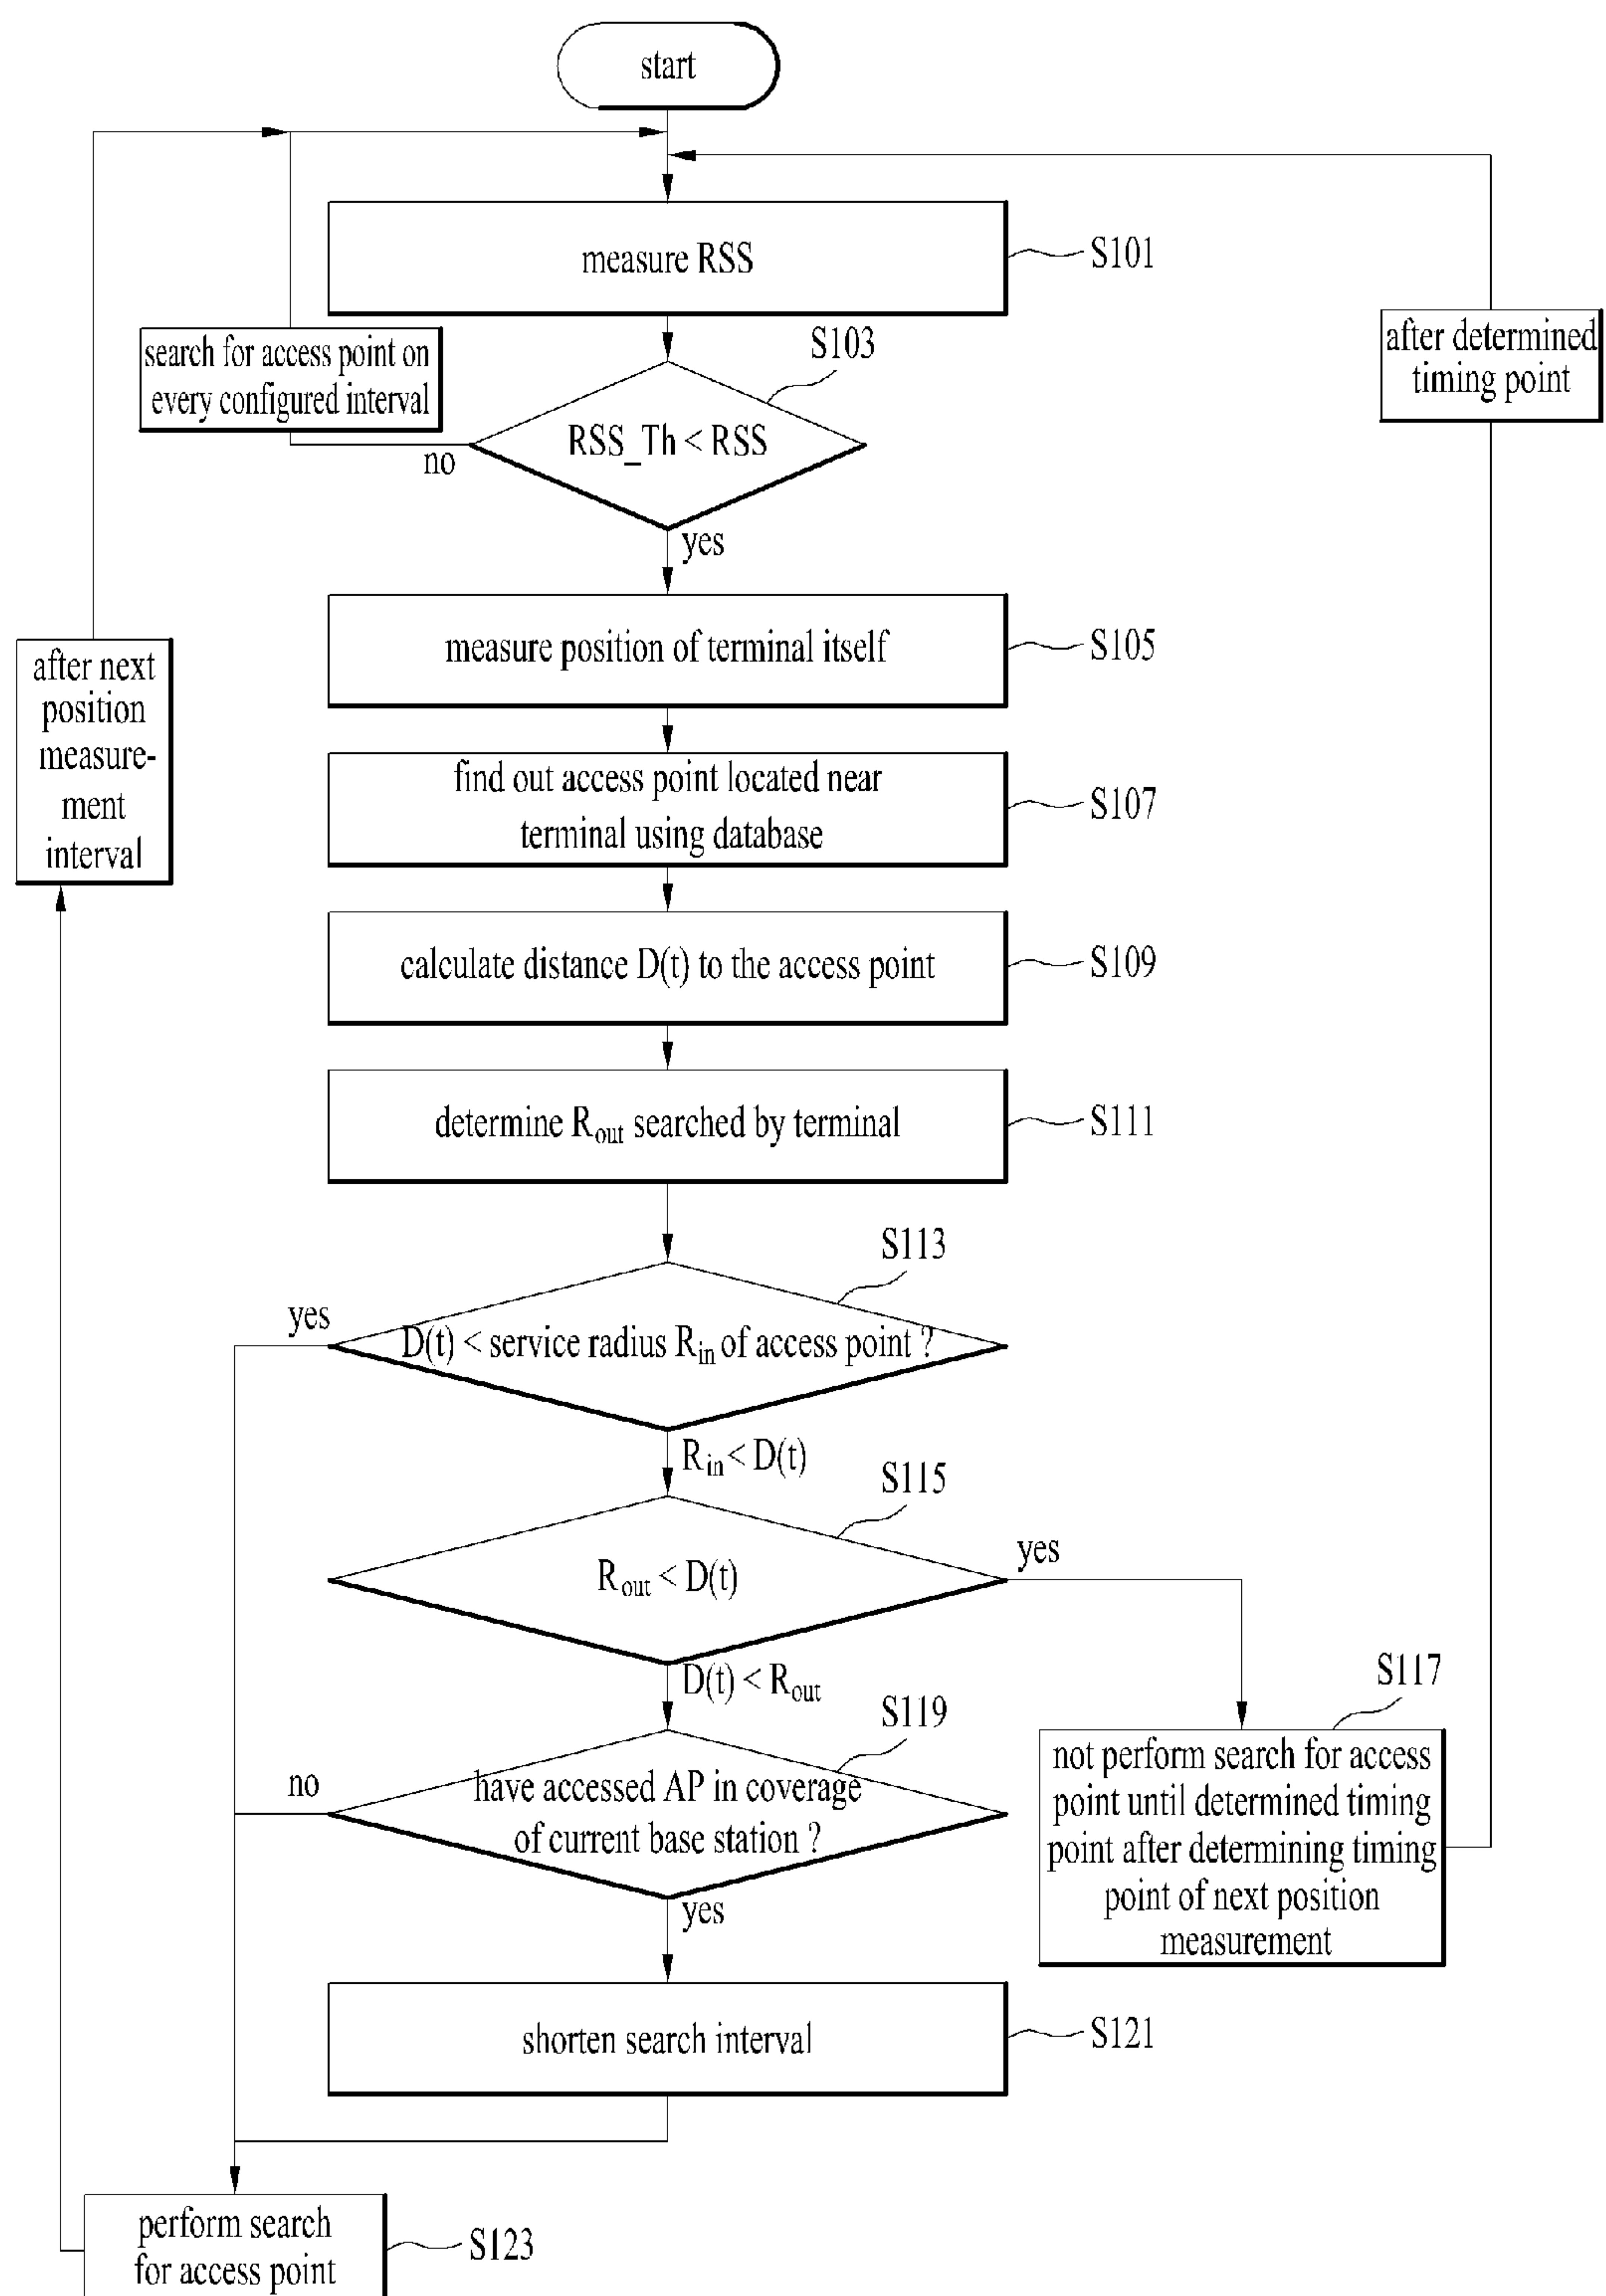 start
measure RSS
S101
search for access point on
every configured interval
S103
RSS_Th < RSS
no
yes
after determined
timing point
measure position of terminal itself
S105
after next
position
measure-
ment
interval
find out access point located near
terminal using database
S107
calculate distance D(t) to the access point
S109
determine Rout searched by terminal
S111
S113
yes
D(t) < service radius Rin of access point ?
Rin < D(t)
S115
Rout < D(t)
yes
D(t) < Rout
S117
not perform search for access
point until determined timing
point after determining timing
point of next position
measurement
S119
no
have accessed AP in coverage
of current base station ?
yes
shorten search interval
S121
perform search
for access point
S123